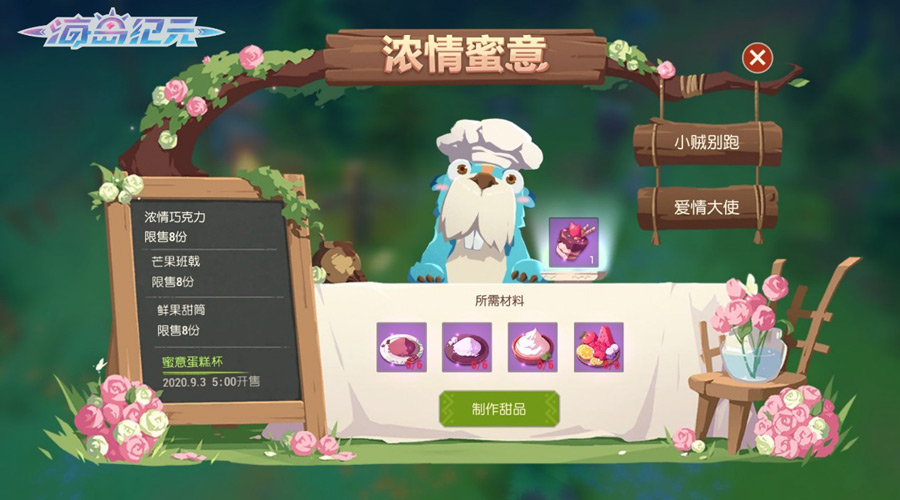 海岛纪元
浓情蜜意
小贼别跑
爱情大使
浓情巧克力
限售8份
芒果班戟
限售8份
鲜果甜筒
限售8份
蜜意蛋糕杯
2020.9.3 5:00开售
1
所需材料
制作甜品